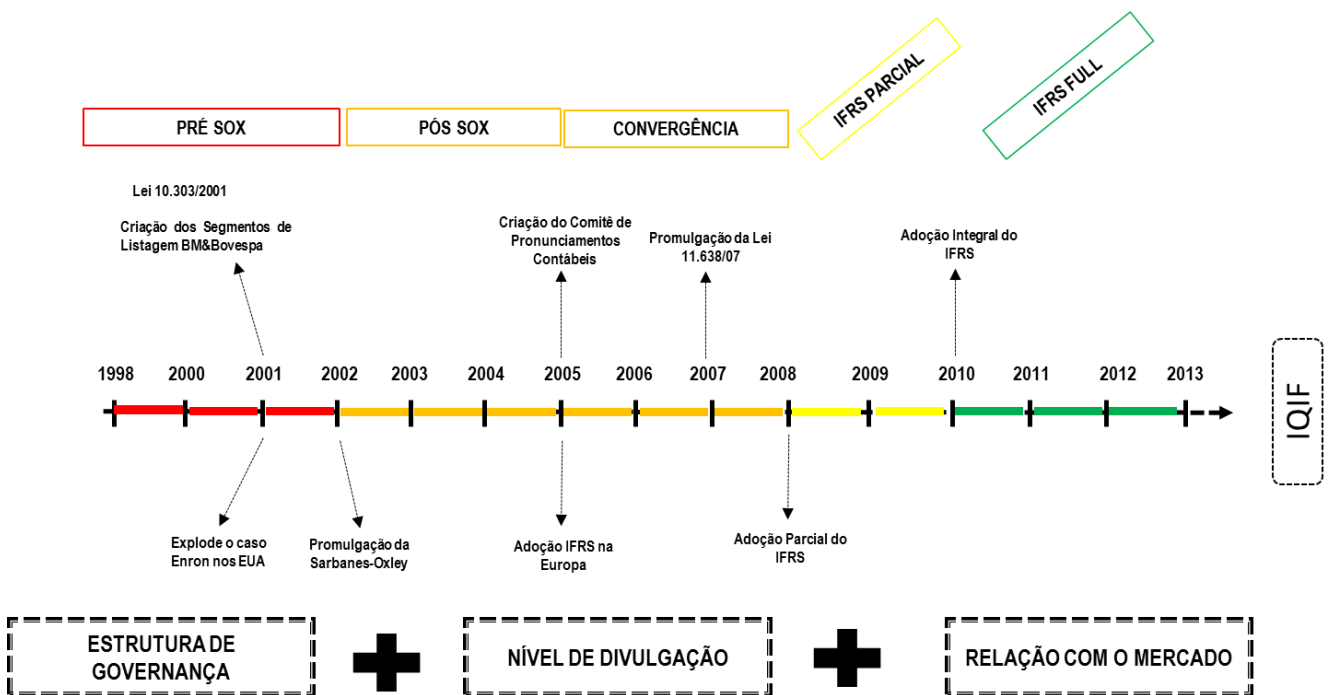 IFRS PARCIAL
IFRS FULL
PRÉ SOX
PÓS SOX
CONVERGÊNCIA
Lei 10.303/2001
Criação dos Segmentos de
Listagem BM&Bovespa
Criação do Comitê de
Pronunciamentos
Contábeis
Promulgação da Lei
11.638/07
Adoção Integral do
IFRS
1998
2000
2001
2002
2003
2004
2005
2006
2007
2008
2009
2010
2011
2012
2013
IQIF
Explode o caso
Enron nos EUA
Promulgação da
Sarbanes-Oxley
Adoção IFRS na
Europa
Adoção Parcial do
IFRS
ESTRUTURA DE
GOVERNANÇA
NÍVEL DE DIVULGAÇÃO
RELAÇÃO COM O MERCADO